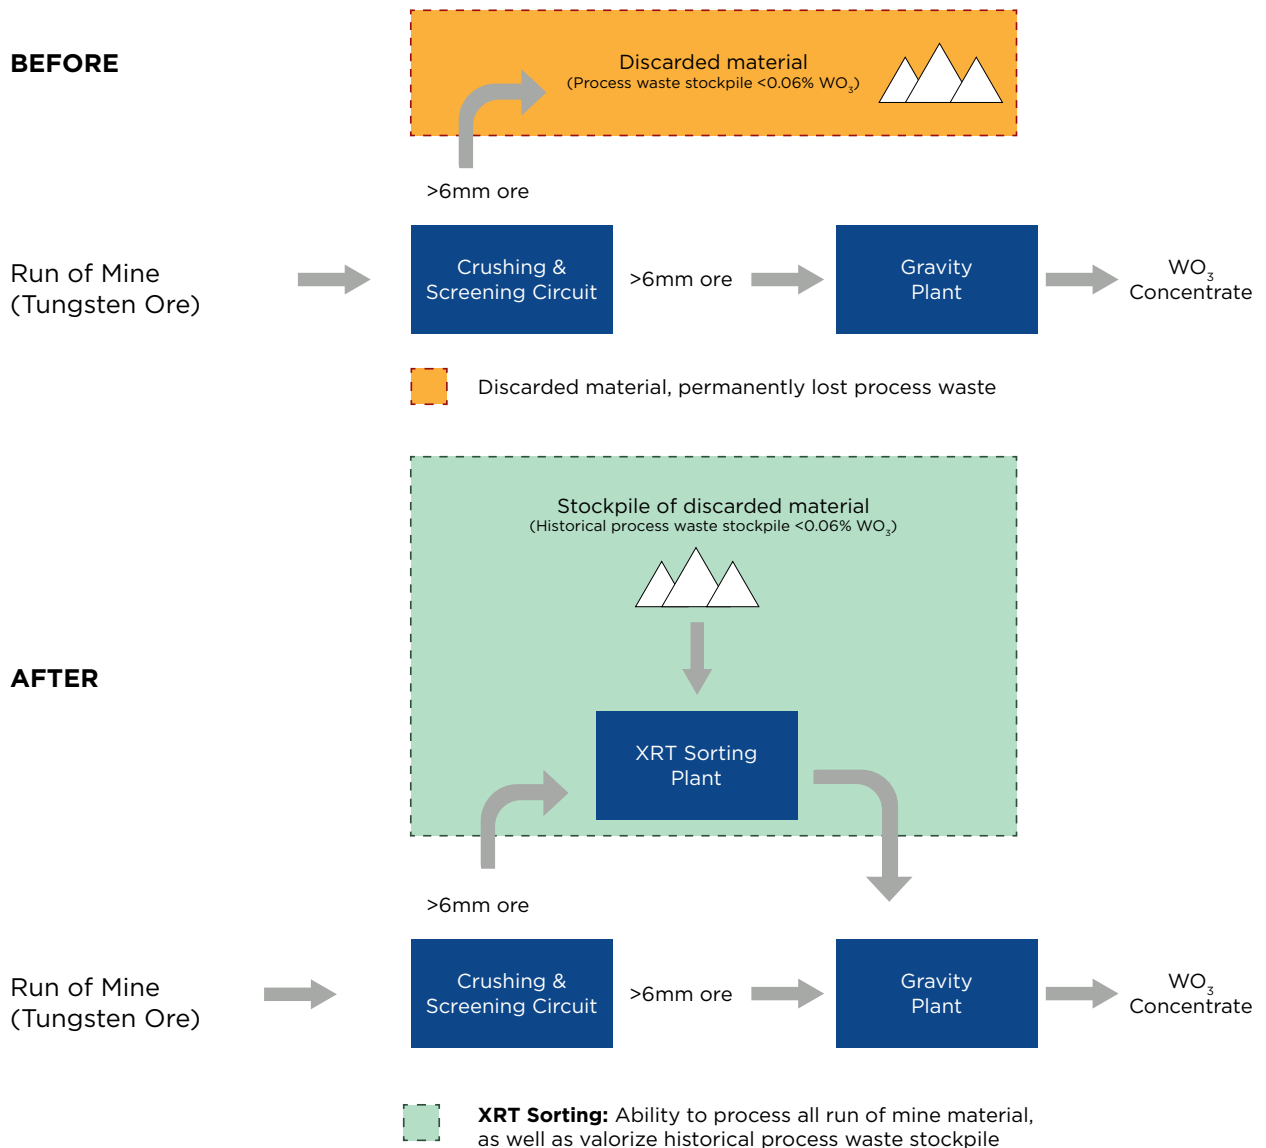 BEFORE
Discarded material
(Process waste stockpile <0.06% WO₃)
>6mm ore
Run of Mine
(Tungsten Ore)
Crushing &
Screening Circuit
>6mm ore
Gravity
Plant
WO₃
Concentrate
Discarded material, permanently lost process waste
Stockpile of discarded material
(Historical process waste stockpile <0.06% WO₃)
AFTER
XRT Sorting
Plant
>6mm ore
Run of Mine
(Tungsten Ore)
Crushing &
Screening Circuit
>6mm ore
Gravity
Plant
WO₃
Concentrate
XRT Sorting: Ability to process all run of mine material,
as well as valorize historical process waste stockpile